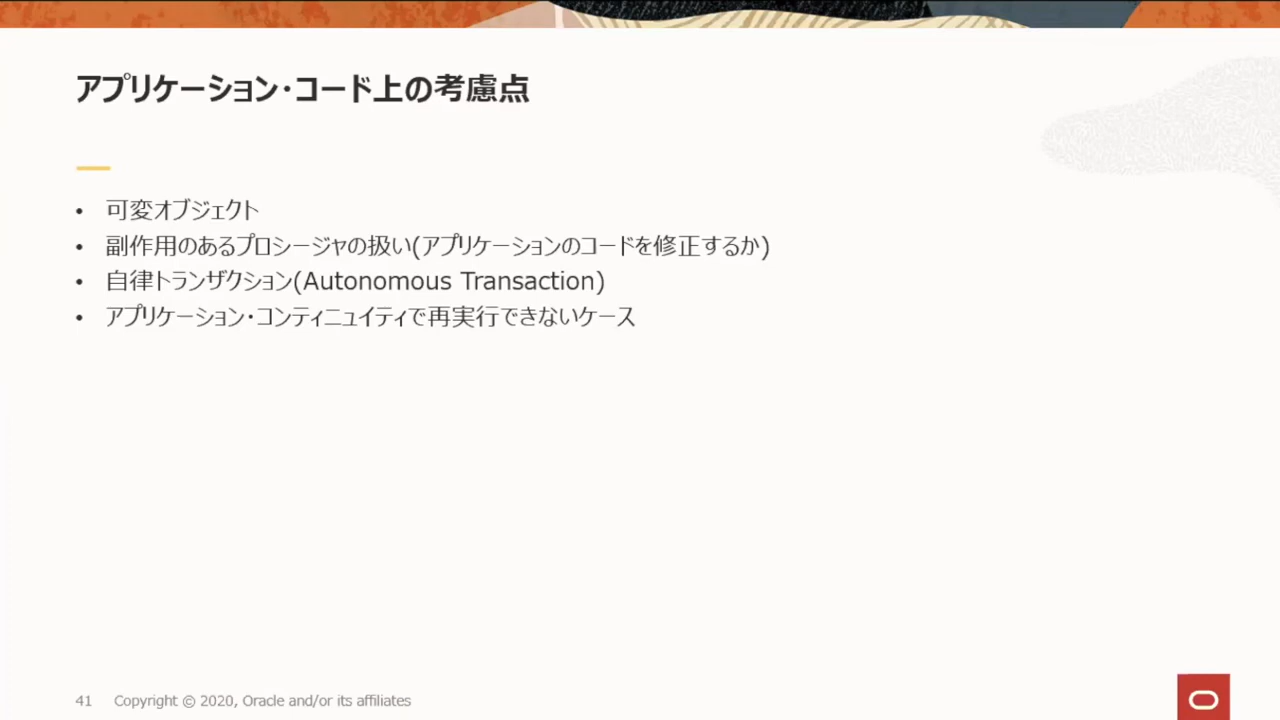 アプリケーション・コード上の考慮点
• 可変オブジェクト
• 副作用のあるプロシージャの扱い(アプリケーションのコードを修正するか)
• 自律トランザクション(Autonomous Transaction)
• アプリケーション・コンティニュイティで再実行できないケース
41 Copyright © 2020, Oracle and/or its affiliates